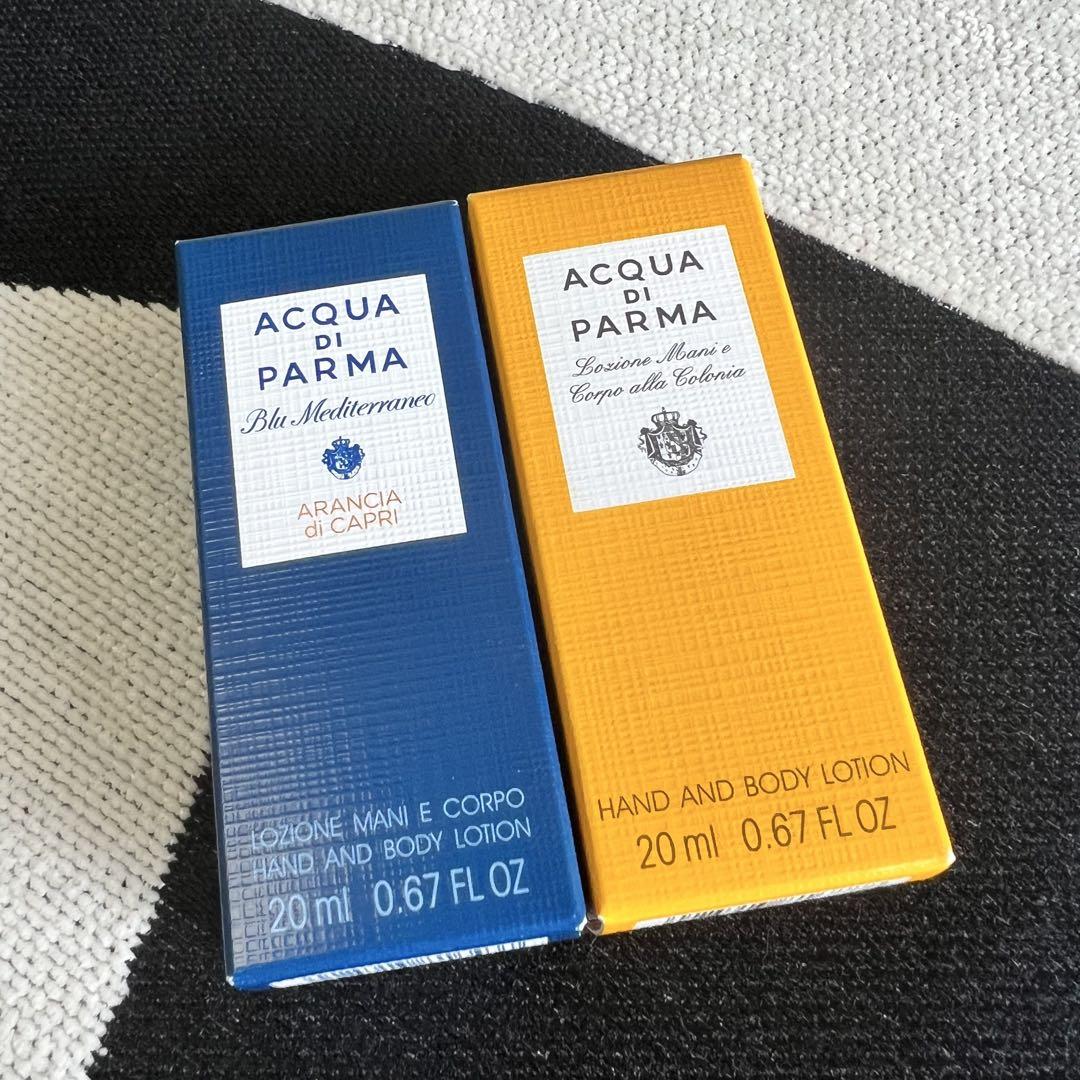 ACQUA
DI
PARMA
Blu Mediterraneo
ARANCIA
di CAPRI
LOZIONE MANI E CORPO
HAND AND BODY LOTION
20 ml 0.67 FL OZ
ACQUA
DI
PARMA
Lozione Mani e
Corpo alla Colonia
HAND AND BODY LOTION
20 ml 0.67 FL OZ